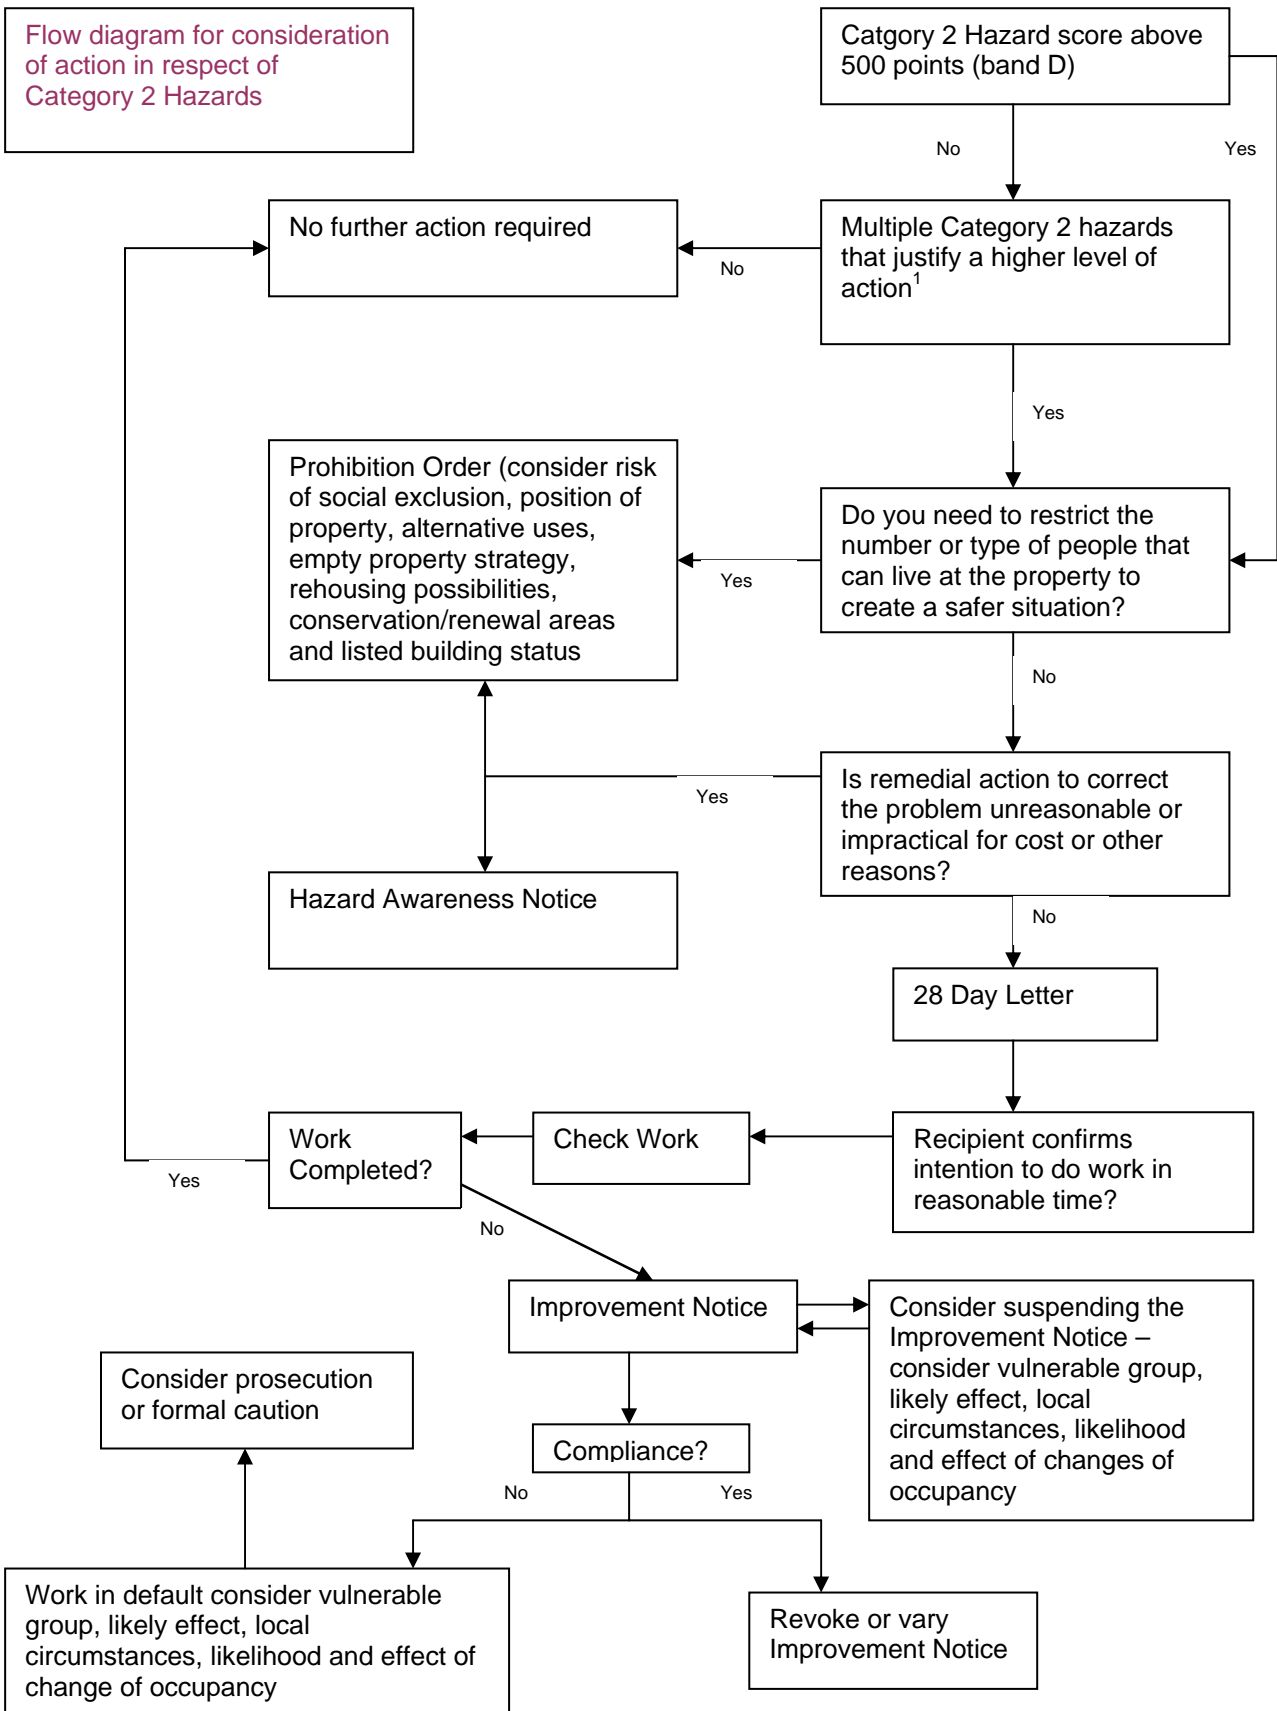 Flow diagram for consideration
of action in respect of
Category 2 Hazards
Catgory 2 Hazard score above
500 points (band D)
No
Yes
No further action required
No
Multiple Category 2 hazards
that justify a higher level of
action¹
Yes
Prohibition Order (consider risk
of social exclusion, position of
property, alternative uses,
empty property strategy,
rehousing possibilities,
conservation/renewal areas
and listed building status
Yes
Do you need to restrict the
number or type of people that
can live at the property to
create a safer situation?
No
Yes
Is remedial action to correct
the problem unreasonable or
impractical for cost or other
reasons?
Hazard Awareness Notice
No
28 Day Letter
Work
Completed?
Check Work
Recipient confirms
intention to do work in
reasonable time?
Yes
No
Improvement Notice
Consider suspending the
Improvement Notice –
consider vulnerable group,
likely effect, local
circumstances, likelihood
and effect of changes of
occupancy
Consider prosecution
or formal caution
Compliance?
No
Yes
Work in default consider vulnerable
group, likely effect, local
circumstances, likelihood and effect of
change of occupancy
Revoke or vary
Improvement Notice